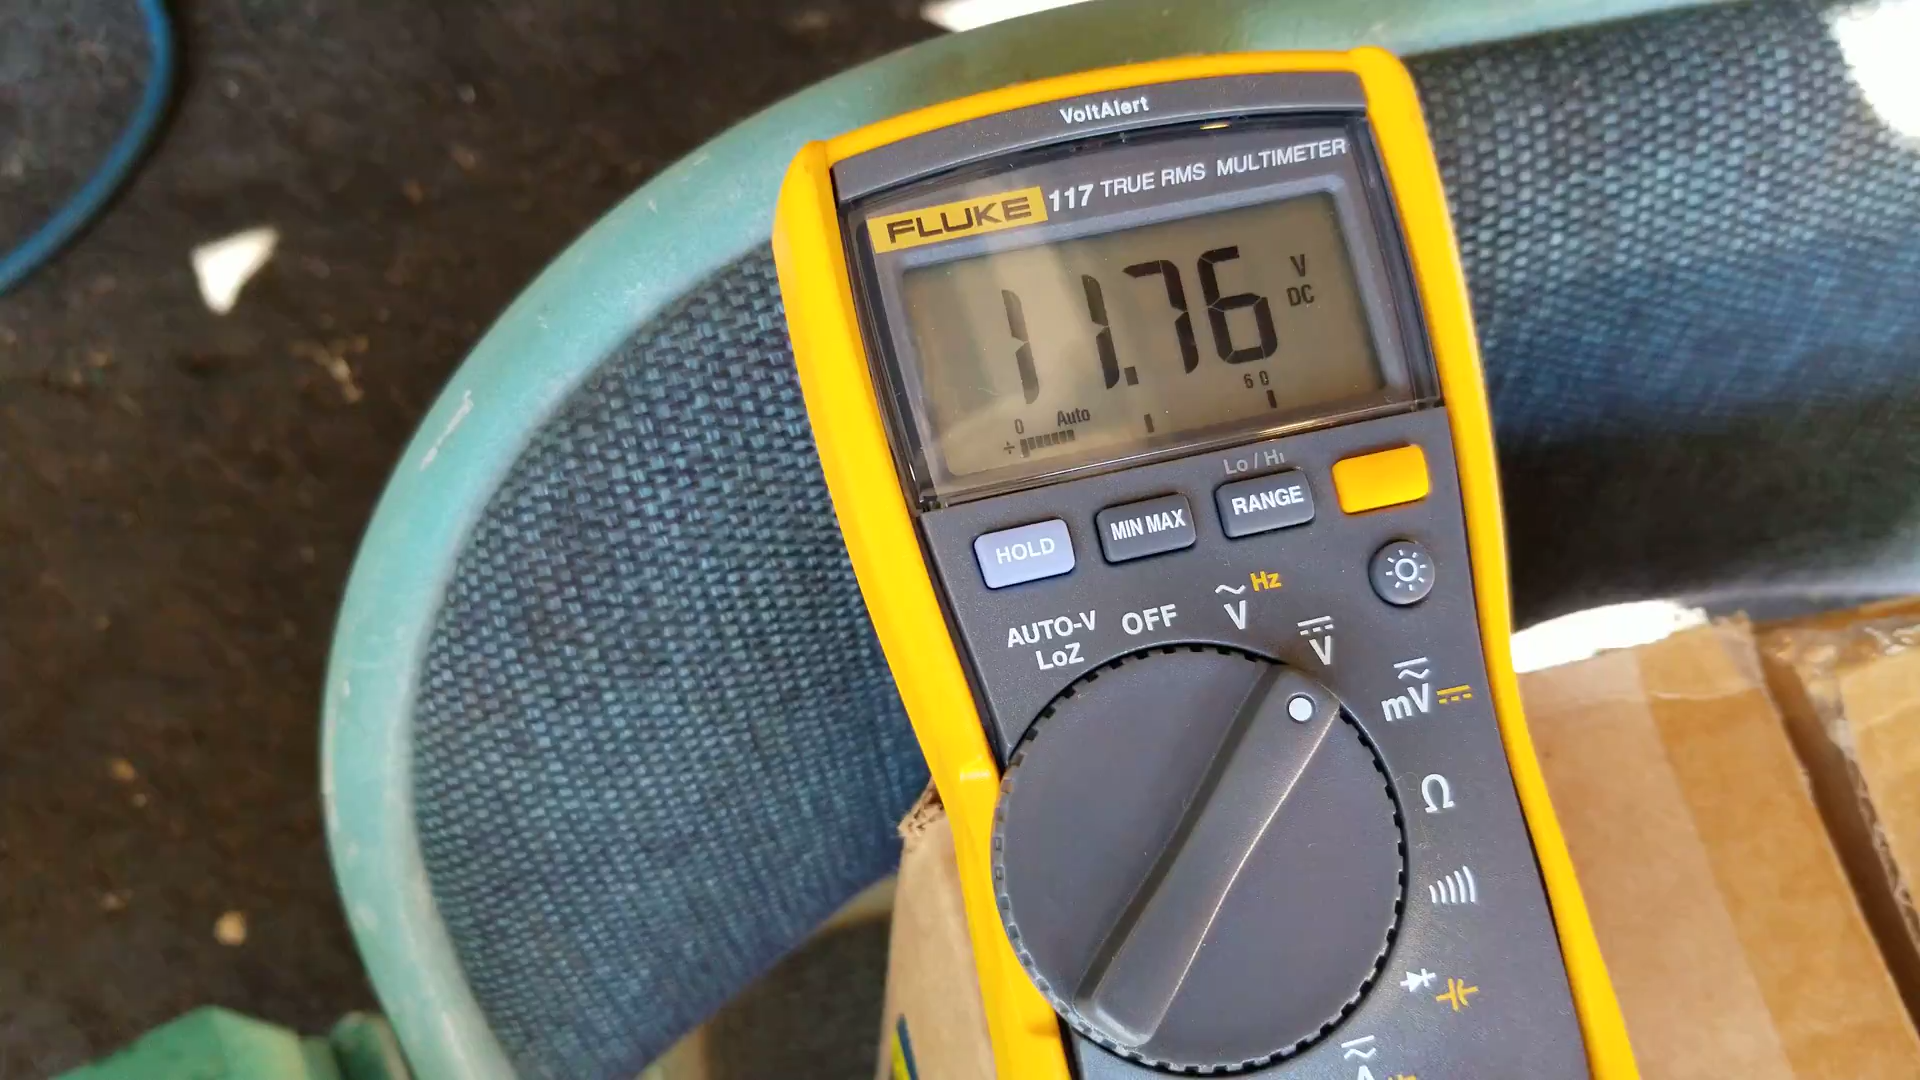 VoltAlert
FLUKE 117 TRUE RMS MULTIMETER
11.76 V DC
60
0 Auto
+
Lo / Hi
HOLD MIN MAX RANGE
AUTO-V LoZ OFF V Hz V
mV
Ω